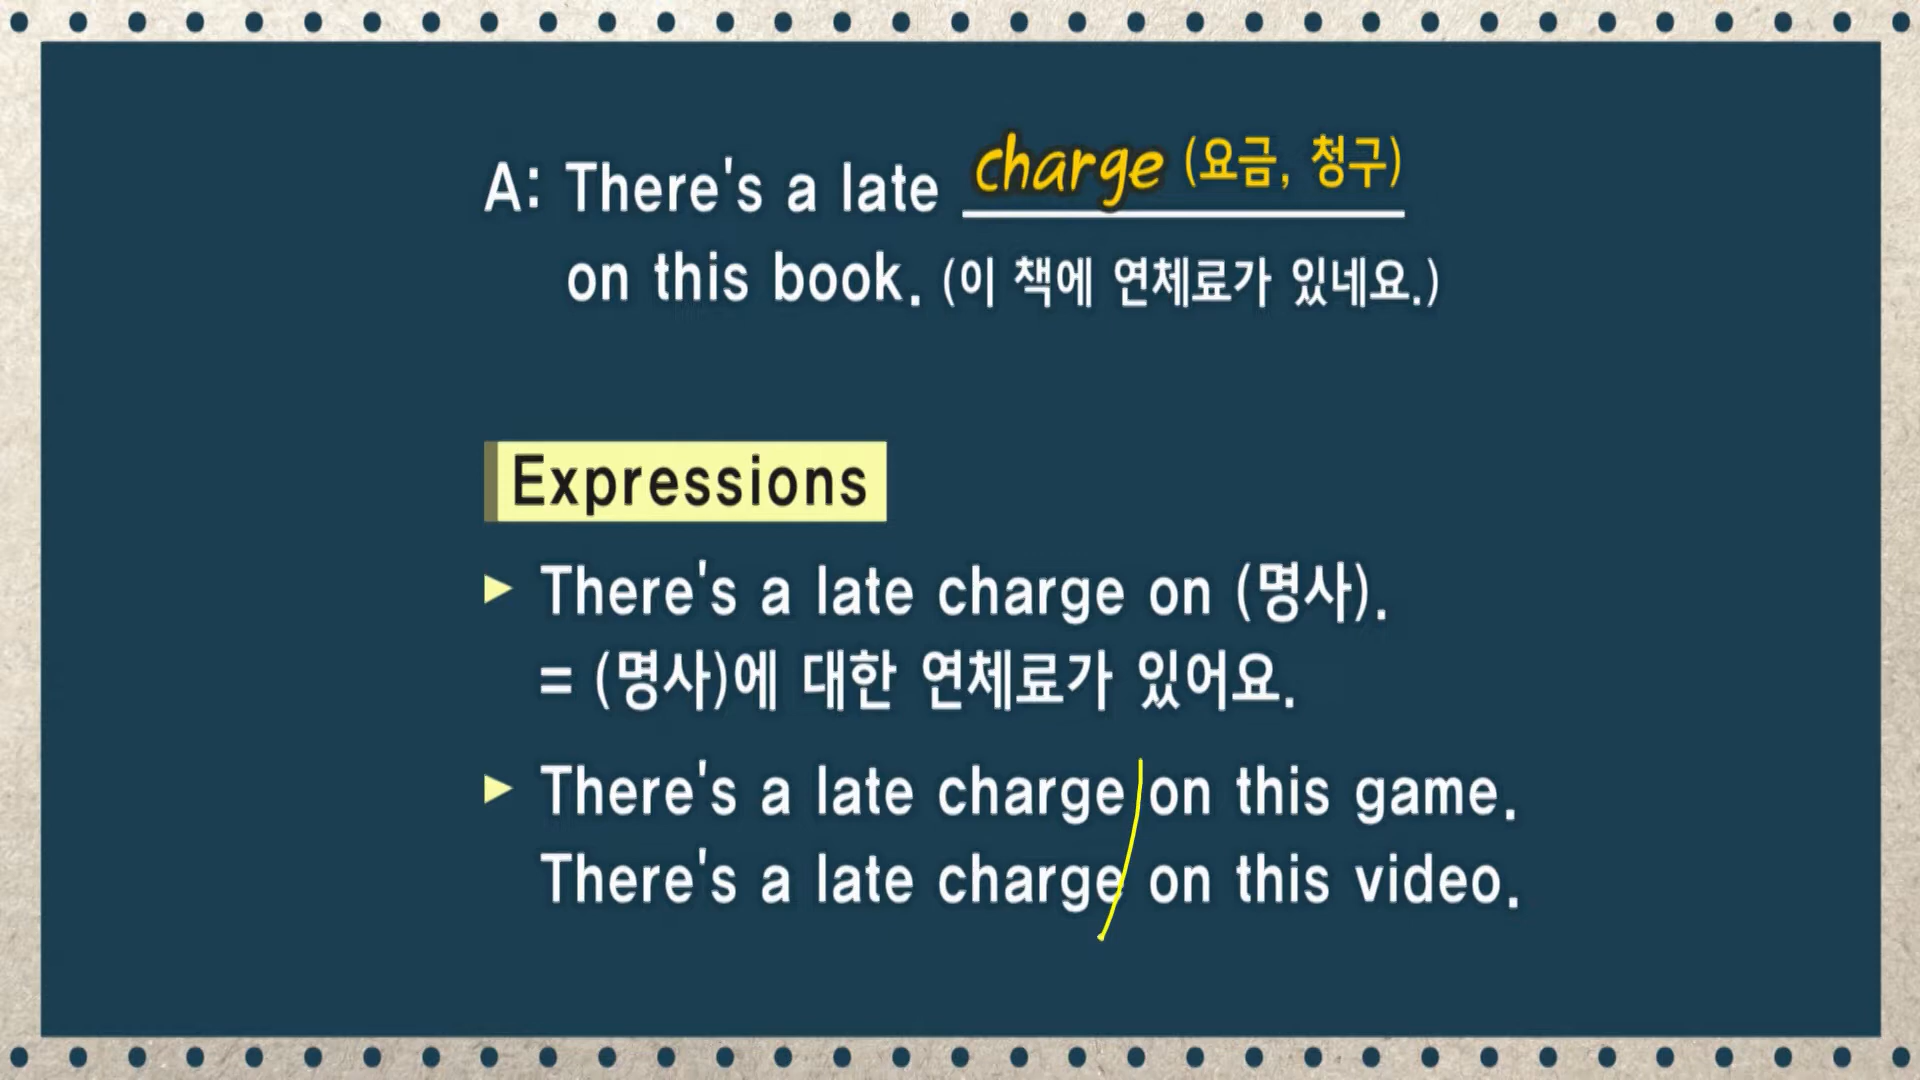 A: There's a late charge (요금, 청구)
on this book. (이 책에 연체료가 있네요.)
Expressions
▶ There's a late charge on (명사).
= (명사)에 대한 연체료가 있어요.
▶ There's a late charge on this game.
There's a late charge on this video.